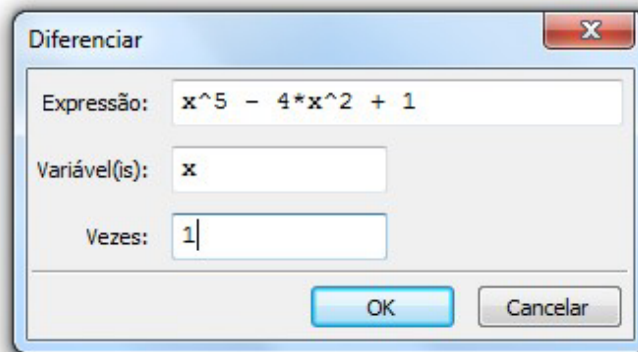 Diferenciar
Expressão: x^5 - 4*x^2 + 1
Variável(is): x
Vezes: 1
OK Cancelar